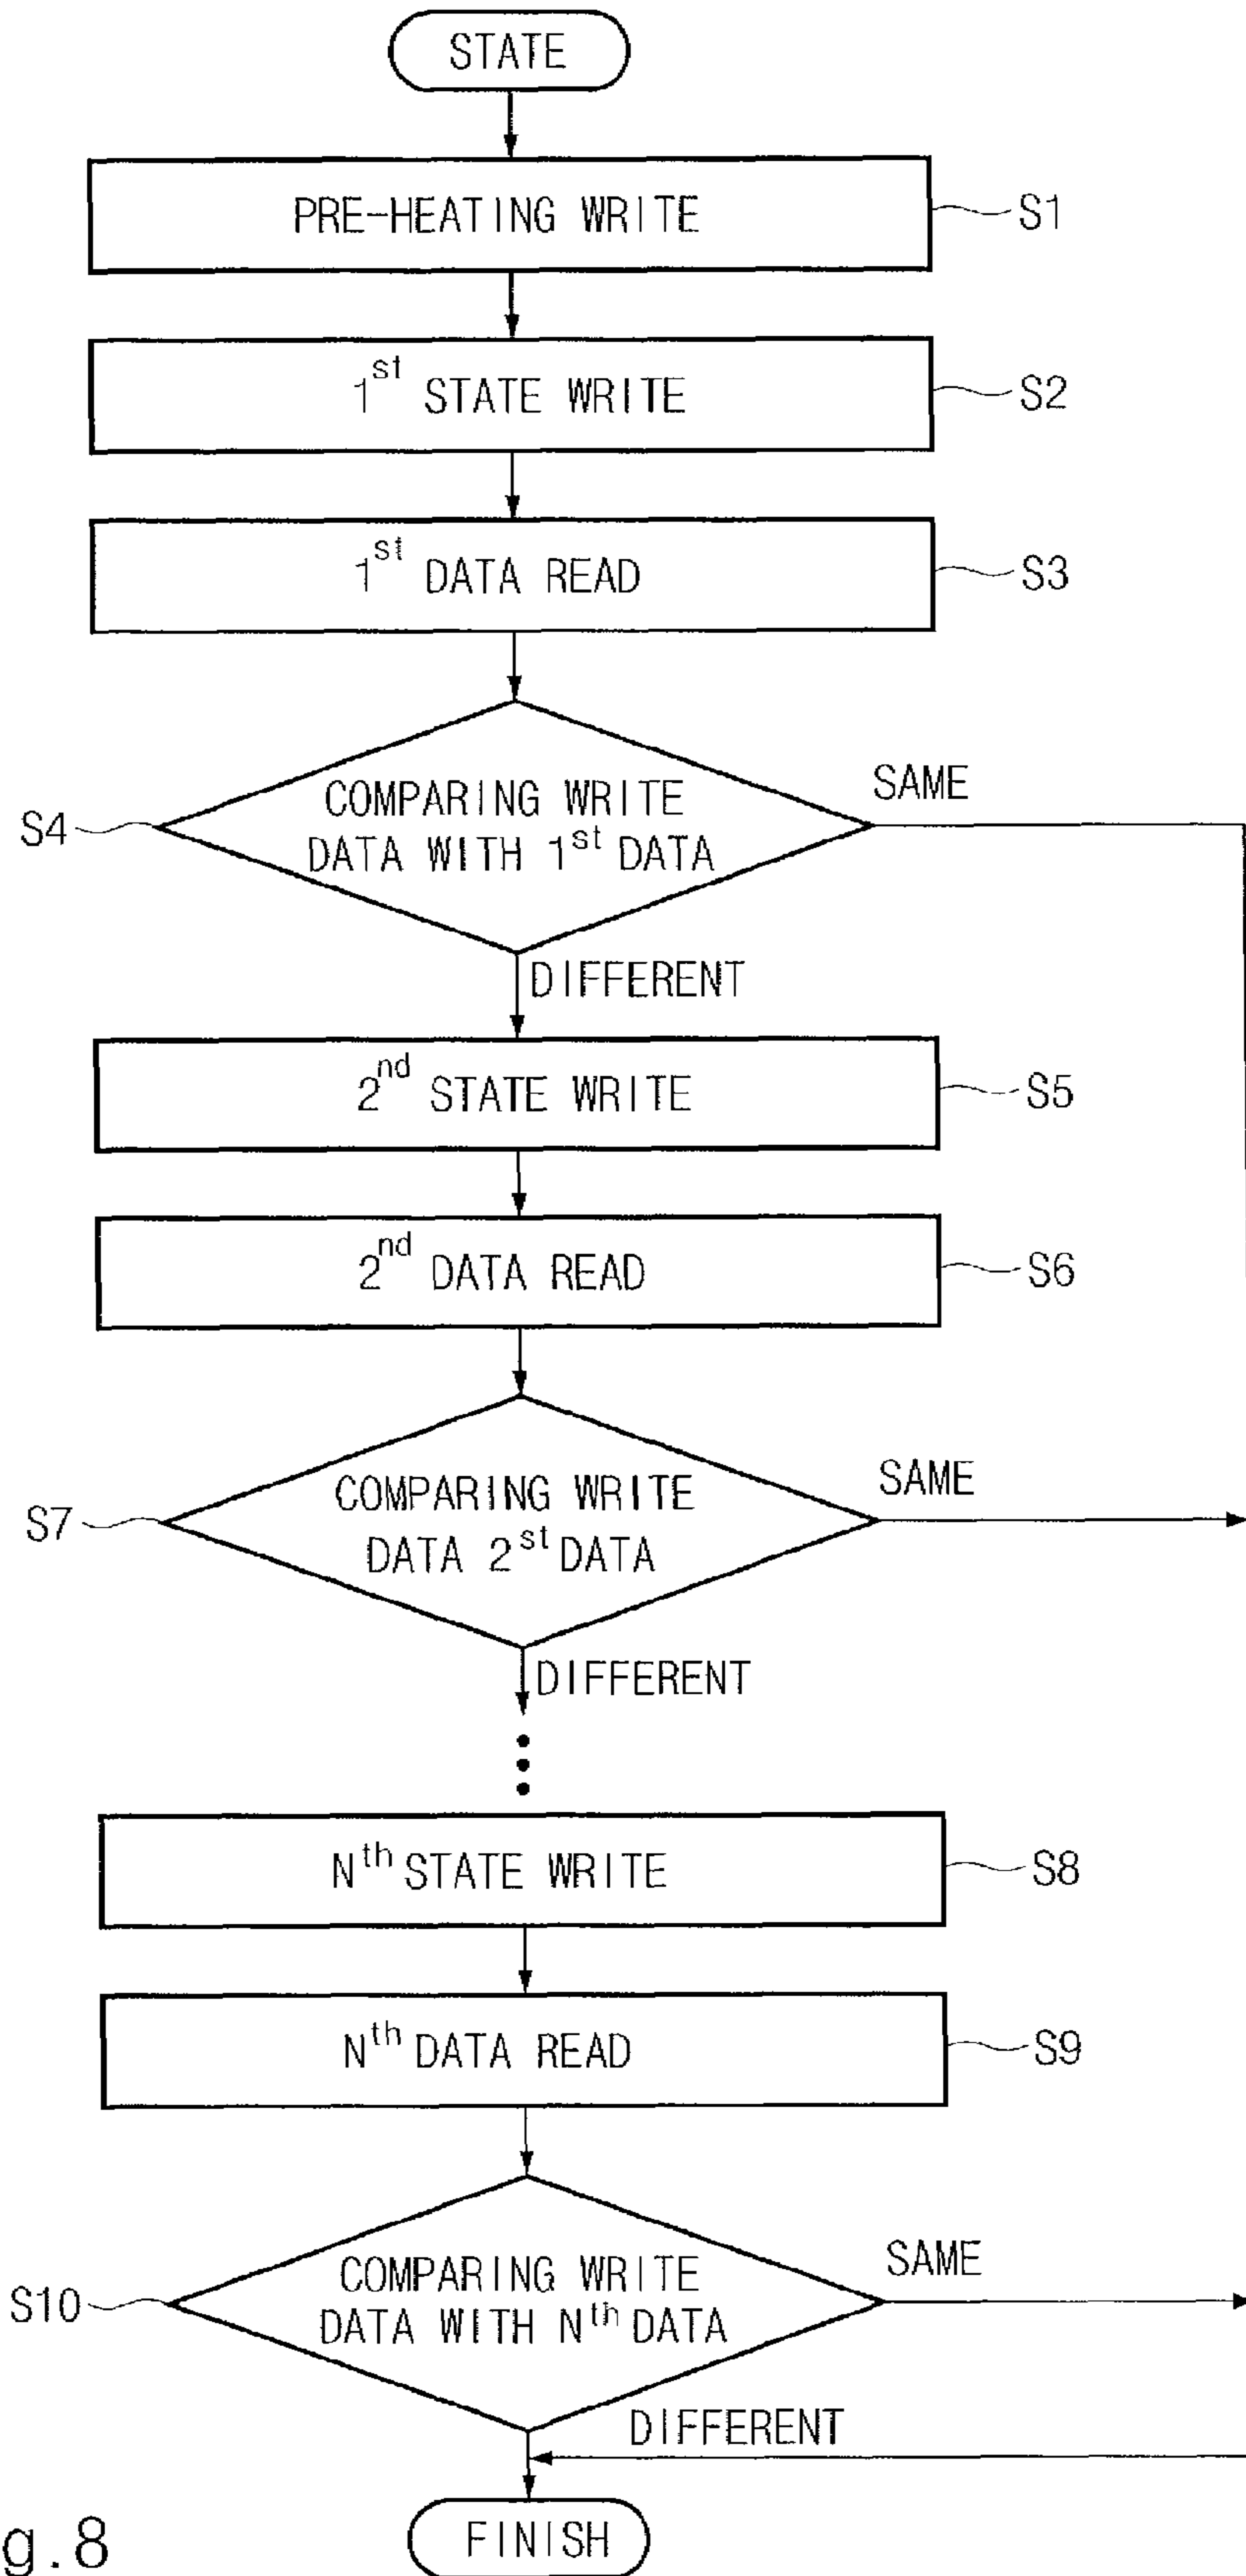 STATE
PRE-HEATING WRITE
S1
1st STATE WRITE
S2
1st DATA READ
S3
COMPARING WRITE
DATA WITH 1st DATA
S4
SAME
DIFFERENT
2nd STATE WRITE
S5
2nd DATA READ
S6
COMPARING WRITE
DATA 2st DATA
S7
SAME
DIFFERENT
Nth STATE WRITE
S8
Nth DATA READ
S9
COMPARING WRITE
DATA WITH Nth DATA
S10
SAME
DIFFERENT
FINISH
g.8